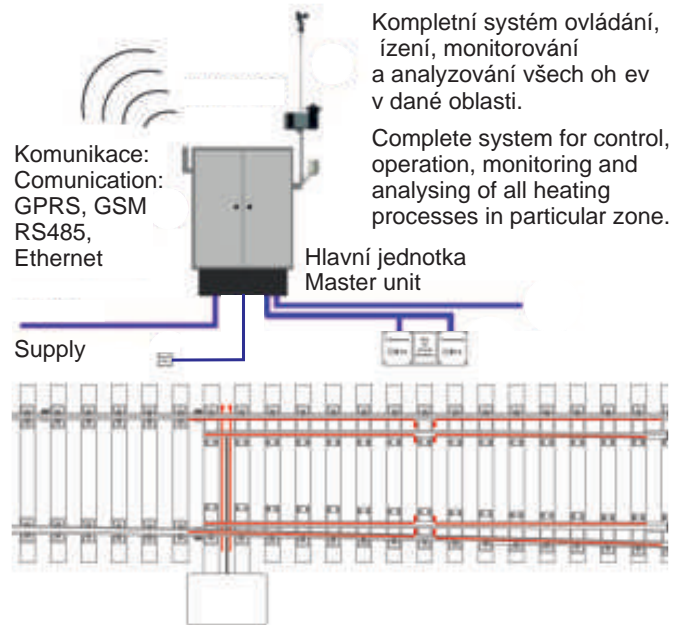 Kompletní systém ovládání,
ízení, monitorování
a analyzování všech oh ev
v dané oblasti.
Complete system for control,
operation, monitoring and
analysing of all heating
processes in particular zone.
Komunikace:
Comunication:
GPRS, GSM
RS485,
Ethernet
Hlavní jednotka
Master unit
Supply